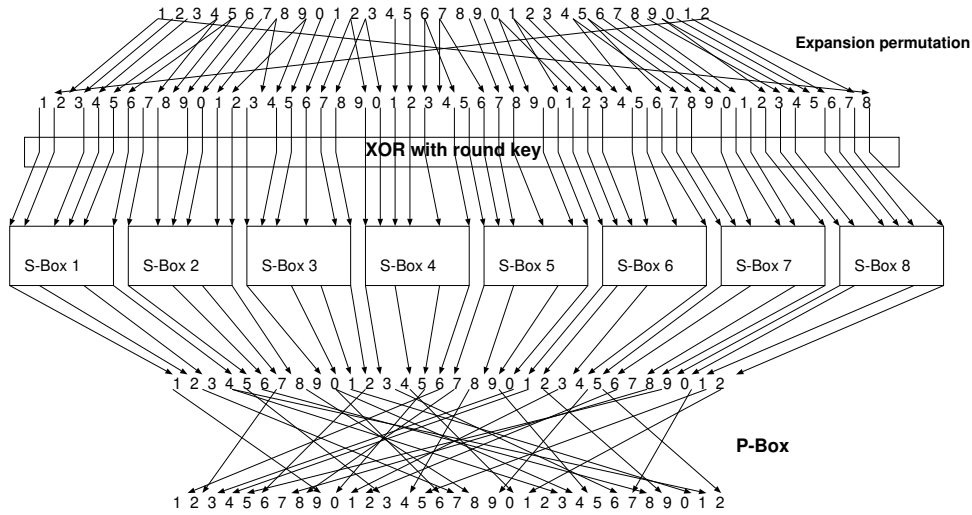 1 2 3 4 5 6 7 8 9 0 1 2 3 4 5 6 7 8 9 0 1 2 3 4 5 6 7 8 9 0 1 2
Expansion permutation
1 2 3 4 5 6 7 8 9 0 1 2 3 4 5 6 7 8 9 0 1 2 3 4 5 6 7 8 9 0 1 2 3 4 5 6 7 8 9 0 1 2 3 4 5 6 7 8
XOR with round key
S-Box 1 S-Box 2 S-Box 3 S-Box 4 S-Box 5 S-Box 6 S-Box 7 S-Box 8
1 2 3 4 5 6 7 8 9 0 1 2 3 4 5 6 7 8 9 0 1 2 3 4 5 6 7 8 9 0 1 2
P-Box
1 2 3 4 5 6 7 8 9 0 1 2 3 4 5 6 7 8 9 0 1 2 3 4 5 6 7 8 9 0 1 2